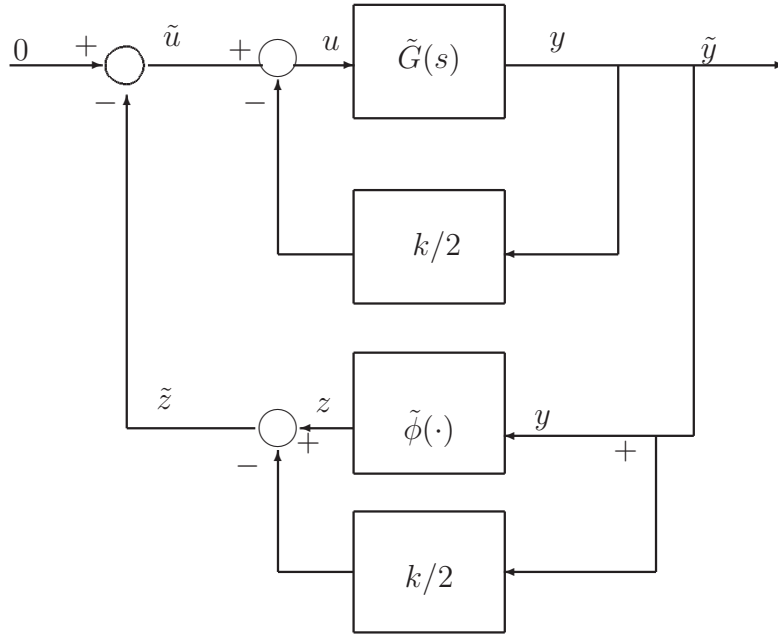 0 + ũ + u G̃(s) y ỹ
− −
k/2
z̃ z ϕ̃(·) y
+ +
−
k/2